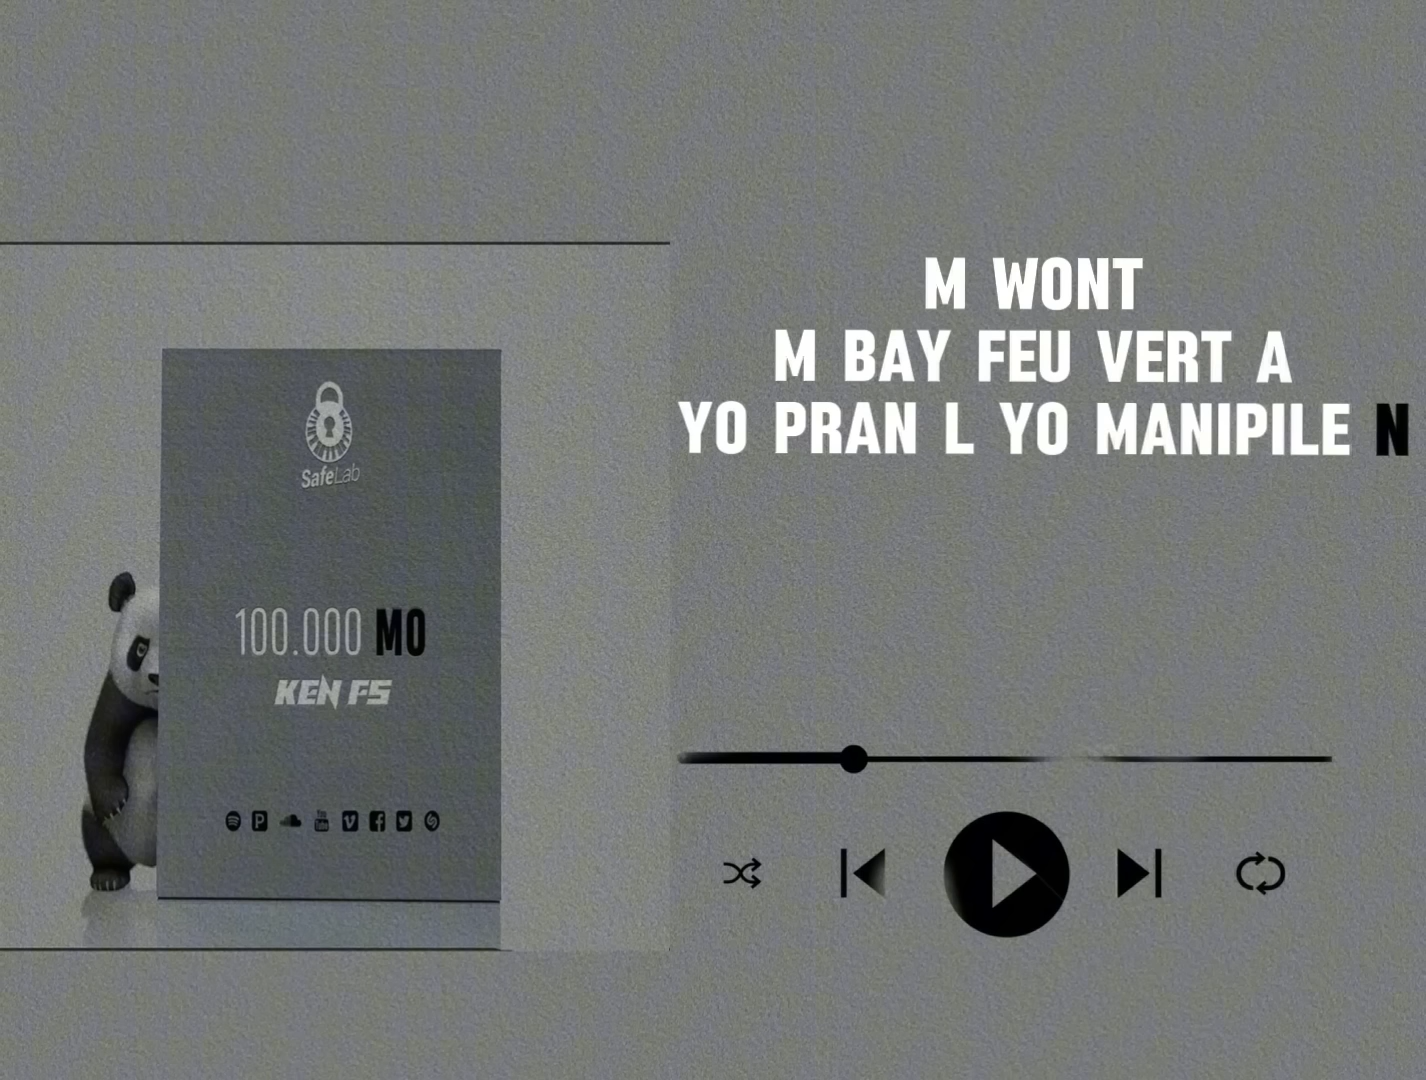 SafeLab
100.000 MO
KEN FS
M WONT
M BAY FEU VERT A
YO PRAN L YO MANIPILE N